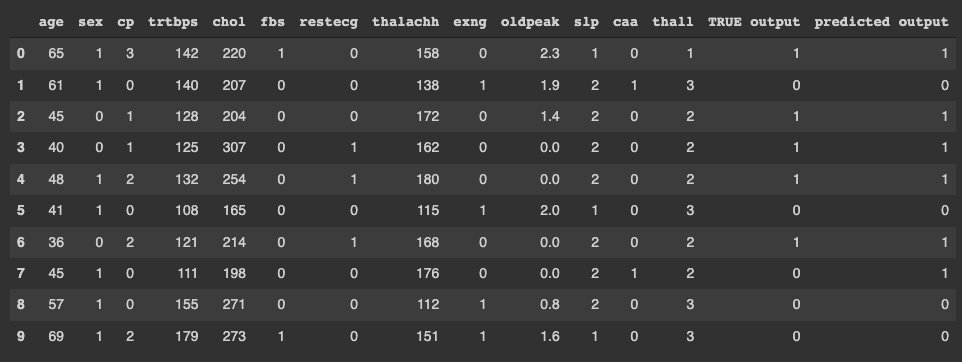 age sex cp trtbps chol fbs restecg thalachh exng oldpeak slp caa thall TRUE output predicted output
0 65 1 3 142 220 1 0 158 0 2.3 1 0 1 1 1
1 61 1 0 140 207 0 0 138 1 1.9 2 1 3 0 0
2 45 0 1 128 204 0 0 172 0 1.4 2 0 2 1 1
3 40 0 1 125 307 0 1 162 0 0.0 2 0 2 1 1
4 48 1 2 132 254 0 1 180 0 0.0 2 0 2 1 1
5 41 1 0 108 165 0 0 115 1 2.0 1 0 3 0 0
6 36 0 2 121 214 0 1 168 0 0.0 2 0 2 1 1
7 45 1 0 111 198 0 0 176 0 0.0 2 1 2 0 1
8 57 1 0 155 271 0 0 112 1 0.8 2 0 3 0 0
9 69 1 2 179 273 1 0 151 1 1.6 1 0 3 0 0